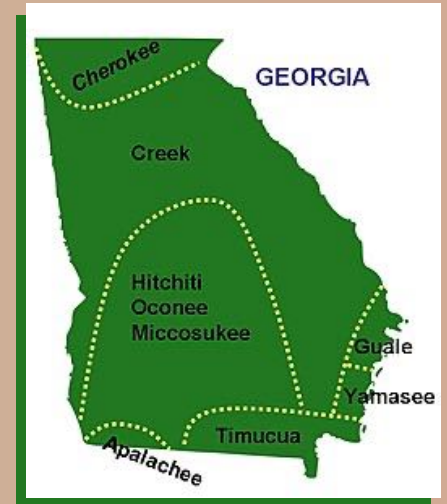 Cherokee
GEORGIA
Creek
Hitchiti
Oconee
Miccosukee
Guale
Yamasee
Timucua
Apalachee